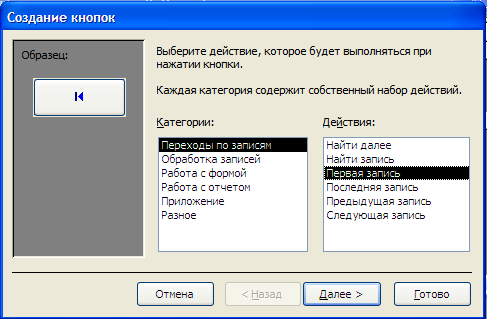 Создание кнопок
Образец:
Выберите действие, которое будет выполняться при
нажатии кнопки.
Каждая категория содержит собственный набор действий.
Категории:
Действия:
Переходы по записям
Обработка записей
Работа с формой
Работа с отчетом
Приложение
Разное
Найти далее
Найти запись
Первая запись
Последняя запись
Предыдущая запись
Следующая запись
Отмена
< Назад
Далее >
Готово